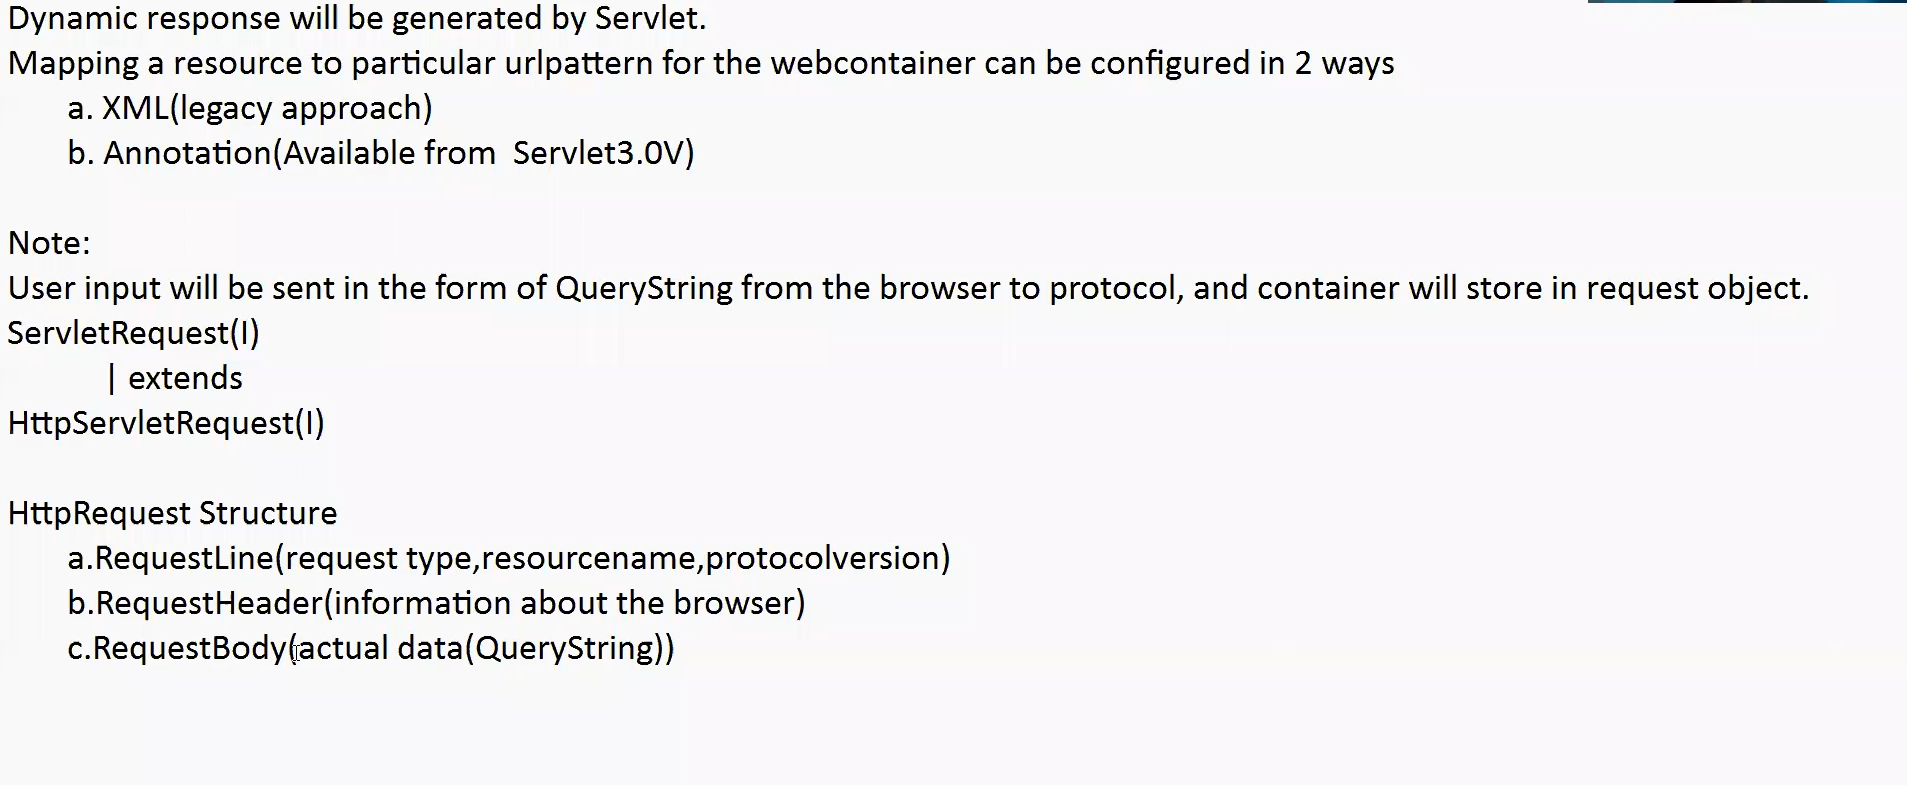 Dynamic response will be generated by Servlet.
Mapping a resource to particular urlpattern for the webcontainer can be configured in 2 ways
a. XML(legacy approach)
b. Annotation(Available from  Servlet3.0V)
Note:
User input will be sent in the form of QueryString from the browser to protocol, and container will store in request object.
ServletRequest(I)
| extends
HttpServletRequest(I)
HttpRequest Structure
a.RequestLine(request type,resourcename,protocolversion)
b.RequestHeader(information about the browser)
c.RequestBody(actual data(QueryString))